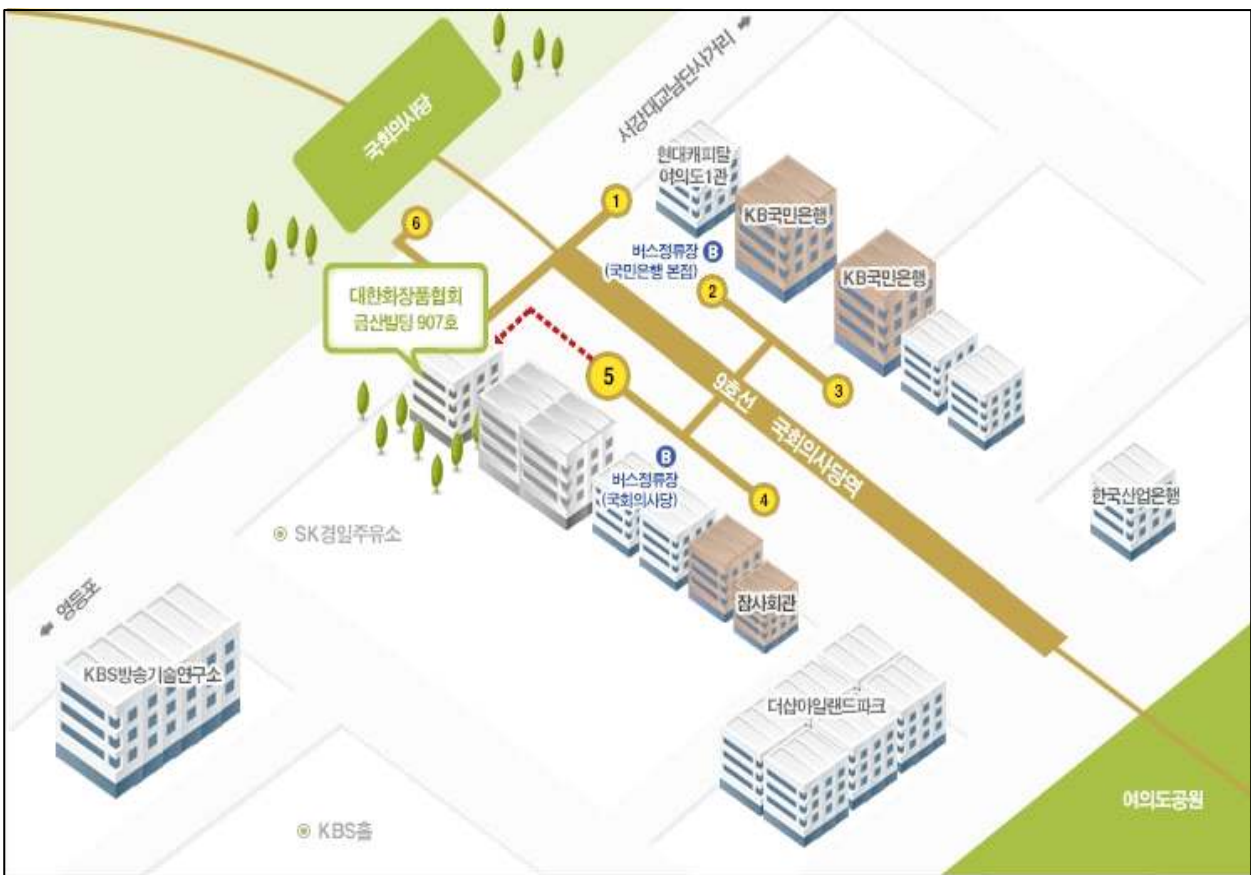 국회의사당
서강대교남단사거리
현대캐피탈
여의도1관
KB국민은행
KB국민은행
1
6
버스정류장 B
(국민은행 본점)
2
대한화장품협회
금산빌딩 907호
5
3
9호선 국회의사당역
B
버스정류장
(국회의사당)
4
한국산업은행
SK경일주유소
잠사회관
영등포
KBS방송기술연구소
더샵아일랜드파크
여의도공원
KBS홀